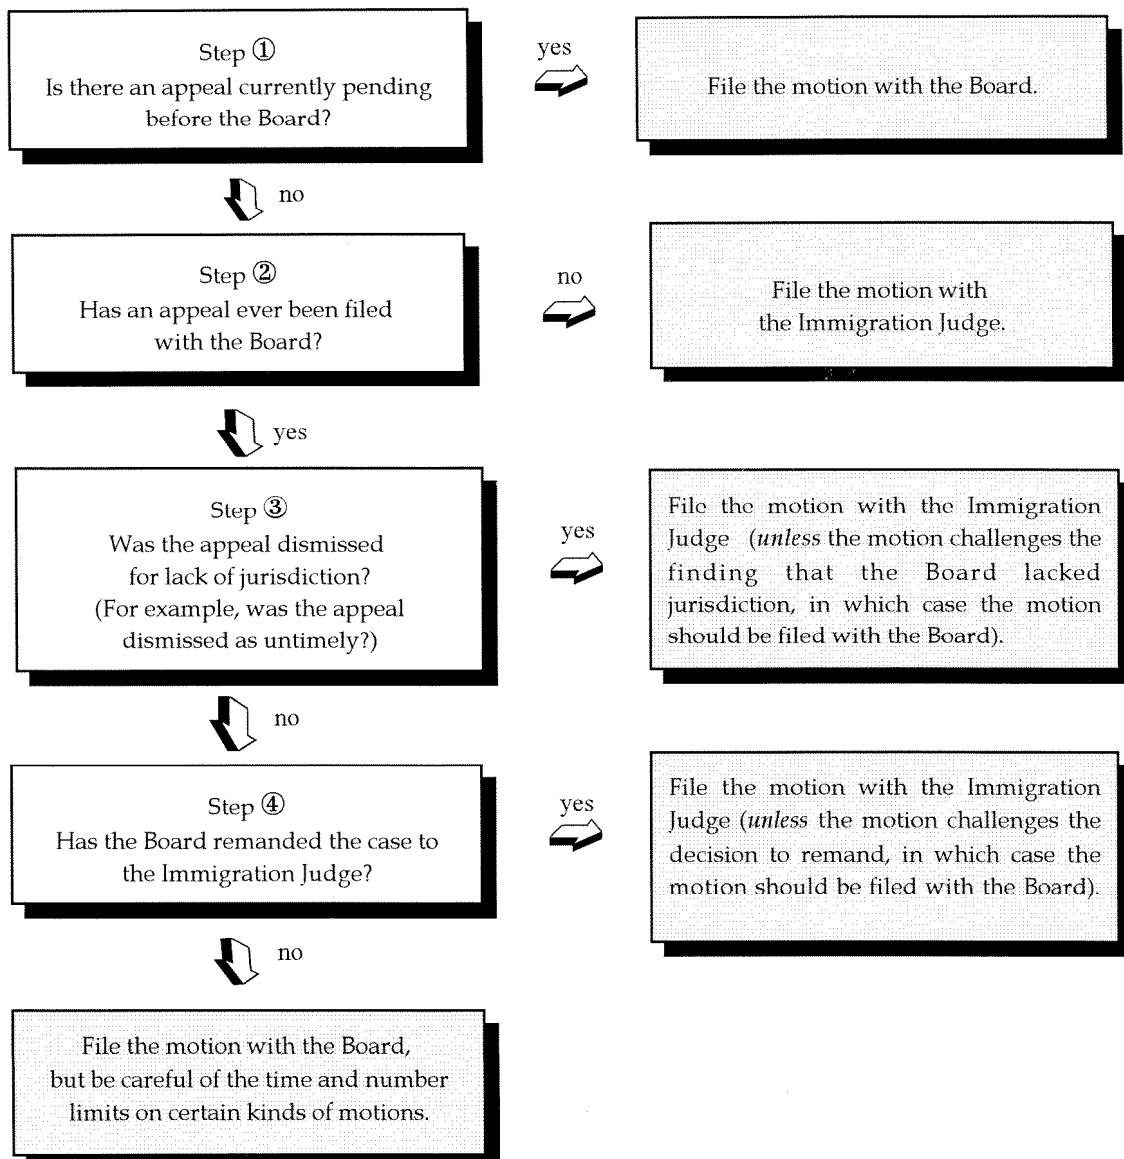 Step ①
Is there an appeal currently pending
before the Board?
yes
File the motion with the Board.
no
Step ②
Has an appeal ever been filed
with the Board?
no
File the motion with
the Immigration Judge.
yes
Step ③
Was the appeal dismissed
for lack of jurisdiction?
(For example, was the appeal
dismissed as untimely?)
yes
File the motion with the Immigration
Judge (unless the motion challenges the
finding that the Board lacked
jurisdiction, in which case the motion
should be filed with the Board).
no
Step ④
Has the Board remanded the case to
the Immigration Judge?
yes
File the motion with the Immigration
Judge (unless the motion challenges the
decision to remand, in which case the
motion should be filed with the Board).
no
File the motion with the Board,
but be careful of the time and number
limits on certain kinds of motions.